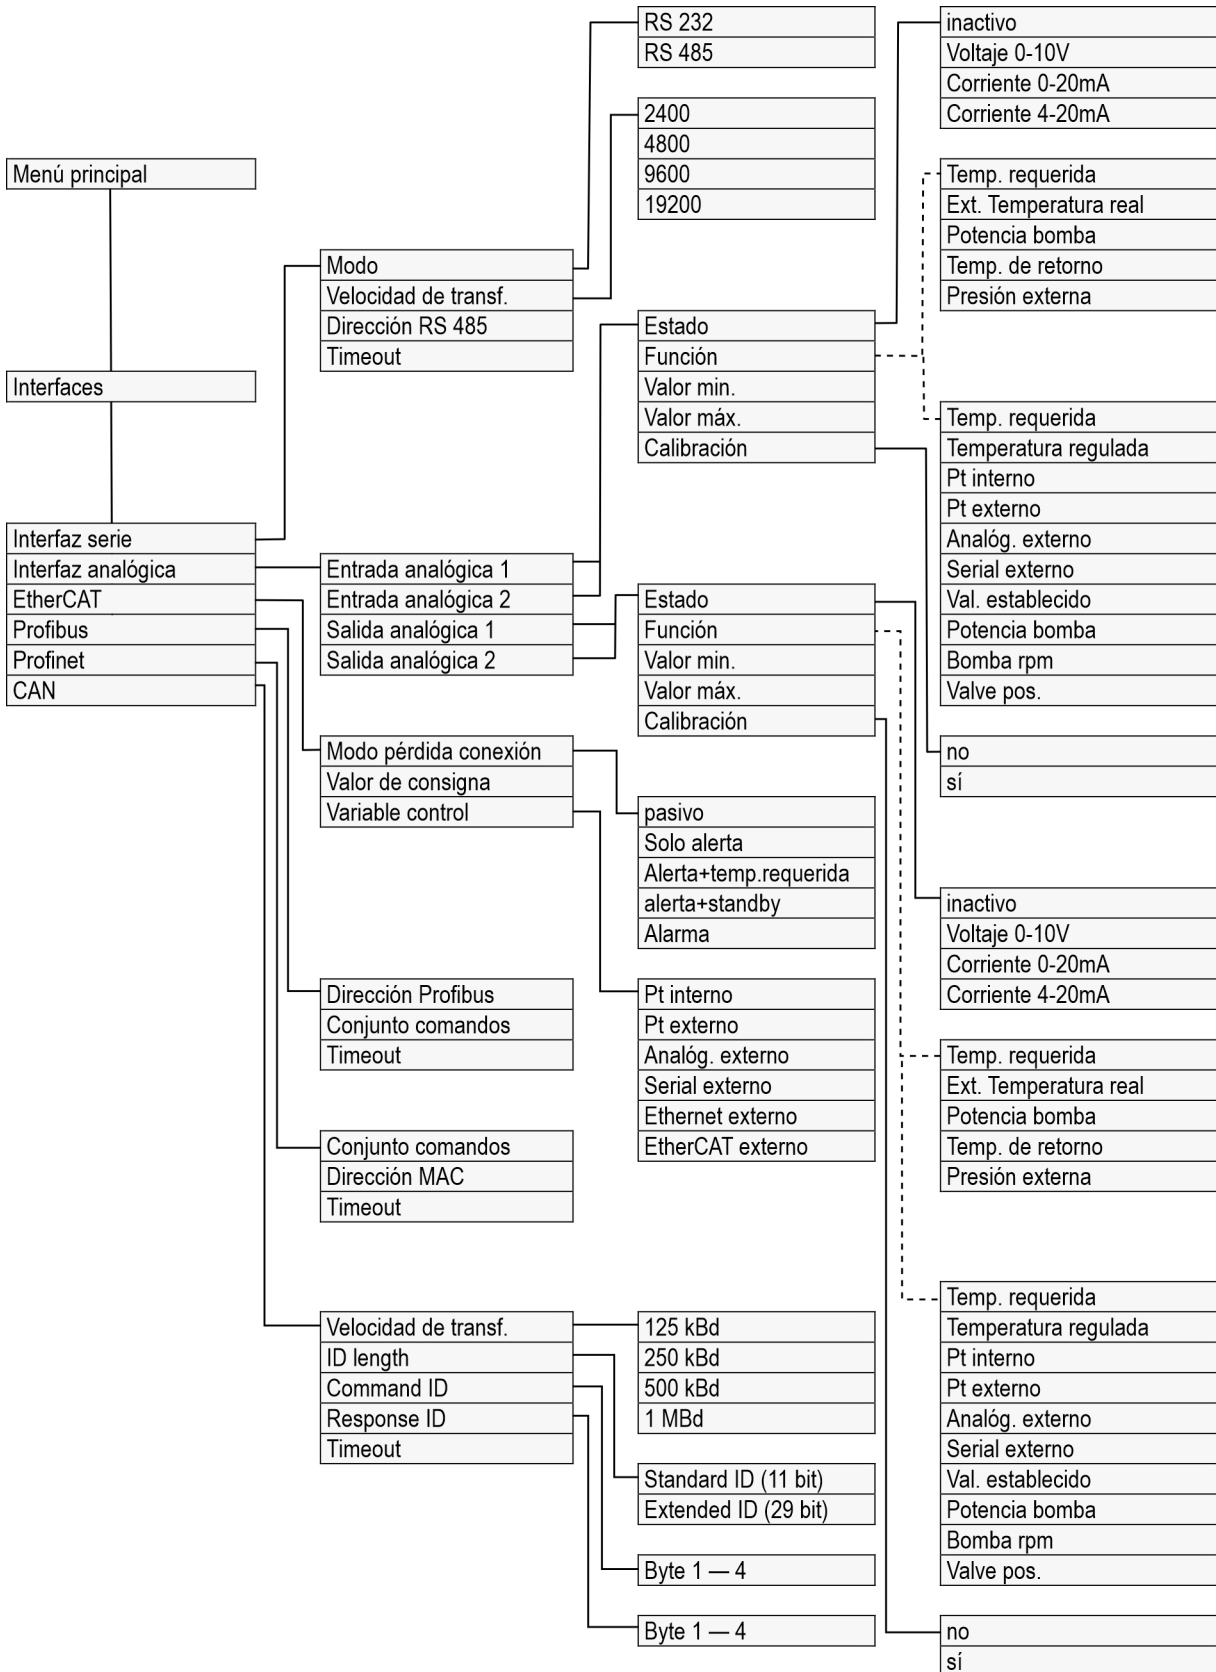 Menú principal
Interfaces
Interfaz serie
Interfaz analógica
EtherCAT
Profibus
Profinet
CAN
Modo
Velocidad de transf.
Dirección RS 485
Timeout
Entrada analógica 1
Entrada analógica 2
Salida analógica 1
Salida analógica 2
Modo pérdida conexión
Valor de consigna
Variable control
Dirección Profibus
Conjunto comandos
Timeout
Conjunto comandos
Dirección MAC
Timeout
Velocidad de transf.
ID length
Command ID
Response ID
Timeout
RS 232
RS 485
2400
4800
9600
19200
Estado
Función
Valor min.
Valor máx.
Calibración
Estado
Función
Valor min.
Valor máx.
Calibración
pasivo
Solo alerta
Alerta+temp.requerida
alerta+standby
Alarma
Pt interno
Pt externo
Analóg. externo
Serial externo
Ethernet externo
EtherCAT externo
125 kBd
250 kBd
500 kBd
1 MBd
Standard ID (11 bit)
Extended ID (29 bit)
Byte 1 — 4
Byte 1 — 4
inactivo
Voltaje 0-10V
Corriente 0-20mA
Corriente 4-20mA
Temp. requerida
Ext. Temperatura real
Potencia bomba
Temp. de retorno
Presión externa
Temp. requerida
Temperatura regulada
Pt interno
Pt externo
Analóg. externo
Serial externo
Val. establecido
Potencia bomba
Bomba rpm
Valve pos.
no
sí
inactivo
Voltaje 0-10V
Corriente 0-20mA
Corriente 4-20mA
Temp. requerida
Ext. Temperatura real
Potencia bomba
Temp. de retorno
Presión externa
Temp. requerida
Temperatura regulada
Pt interno
Pt externo
Analóg. externo
Serial externo
Val. establecido
Potencia bomba
Bomba rpm
Valve pos.
no
sí